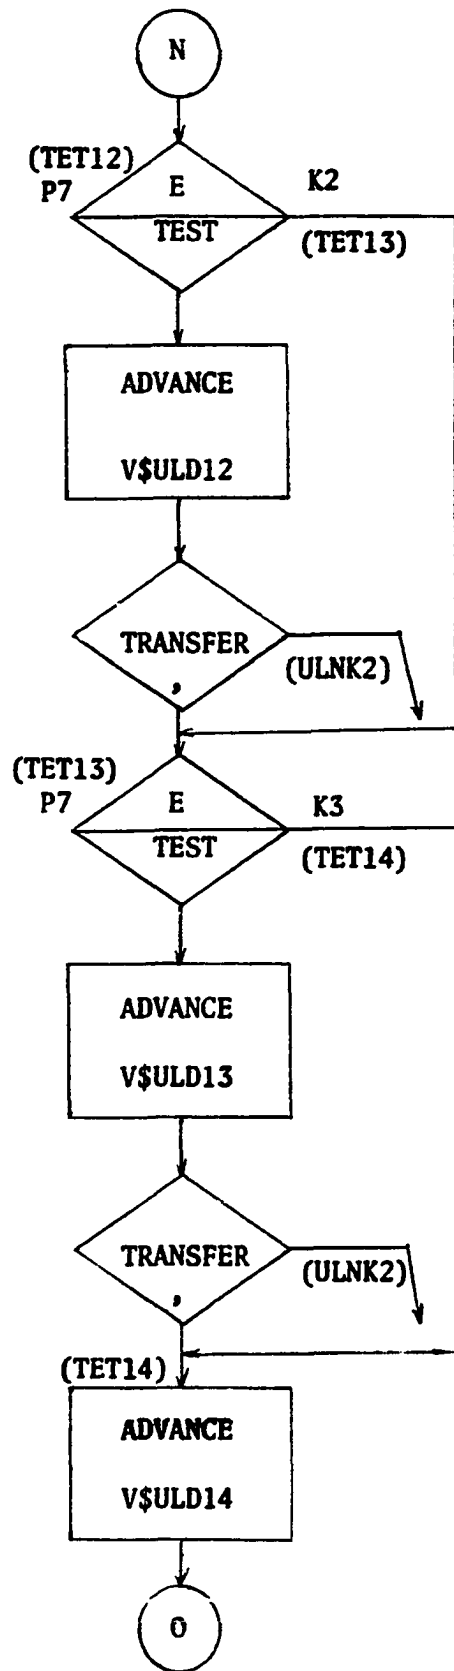 N
(TET12)
P7 E K2
TEST (TET13)
ADVANCE
V$ULD12
TRANSFER
, (ULNK2)
(TET13)
P7 E K3
TEST (TET14)
ADVANCE
V$ULD13
TRANSFER
, (ULNK2)
(TET14)
ADVANCE
V$ULD14
O